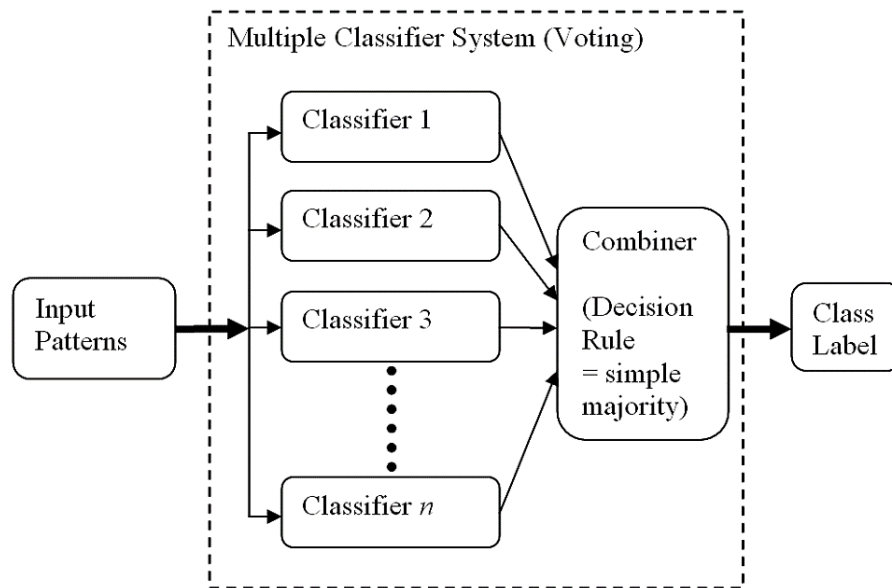 Multiple Classifier System (Voting)
Classifier 1
Classifier 2
Classifier 3
Classifier n
Input
Patterns
Combiner
(Decision
Rule
= simple
majority)
Class
Label